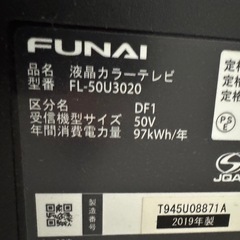 FUNAI
品名 液晶カラーテレビ
型番 FL-50U3020
区分名 DF1
受信機型サイズ 50V
年間消費電力量 97kWh/年
定格
定格
PSE
JQA
製造番号 T945U08871A
2019年製